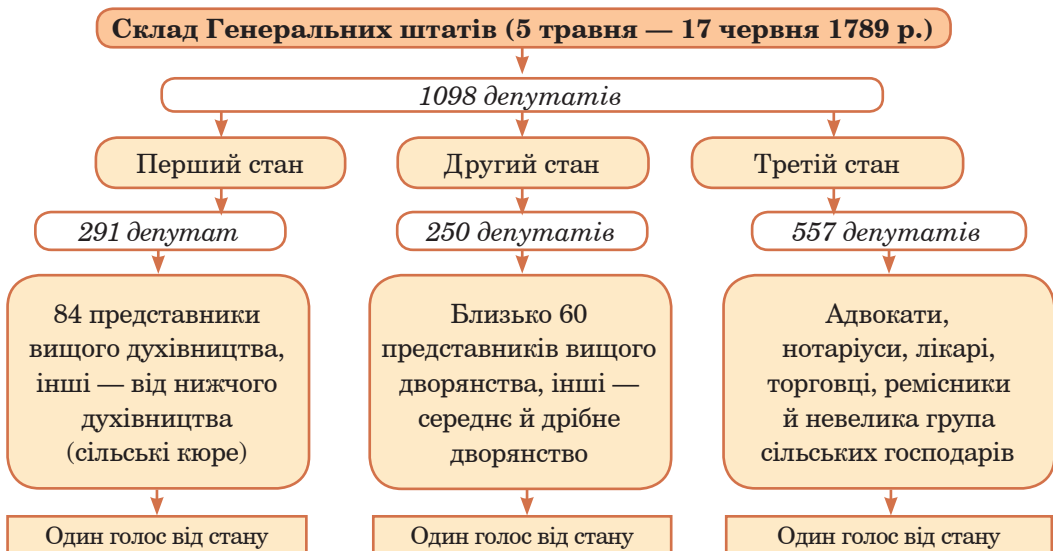 Склад Генеральних штатів (5 травня — 17 червня 1789 р.)
1098 депутатів
Перший стан
Другий стан
Третій стан
291 депутат
250 депутатів
557 депутатів
84 представники
вищого духівництва,
інші — від нижчого
духівництва
(сільські кюре)
Близько 60
представників вищого
дворянства, інші —
середнє й дрібне
дворянство
Адвокати,
нотаріуси, лікарі,
торговці, ремісники
й невелика група
сільських господарів
Один голос від стану
Один голос від стану
Один голос від стану